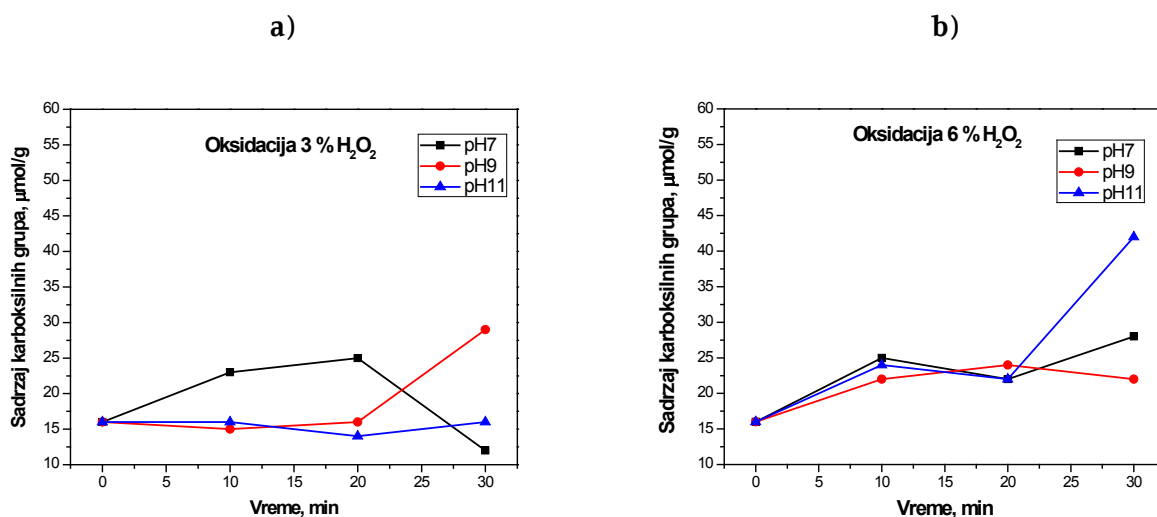 a)
Oksidacija 3 % H₂O₂
pH7
pH9
pH11
Sadrzaj karboksilnih grupa, μmol/g
60
55
50
45
40
35
30
25
20
15
10
0 5 10 15 20 25 30
Vreme, min
b)
Oksidacija 6 % H₂O₂
pH7
pH9
pH11
Sadrzaj karboksilnih grupa, μmol/g
60
55
50
45
40
35
30
25
20
15
10
0 5 10 15 20 25 30
Vreme, min